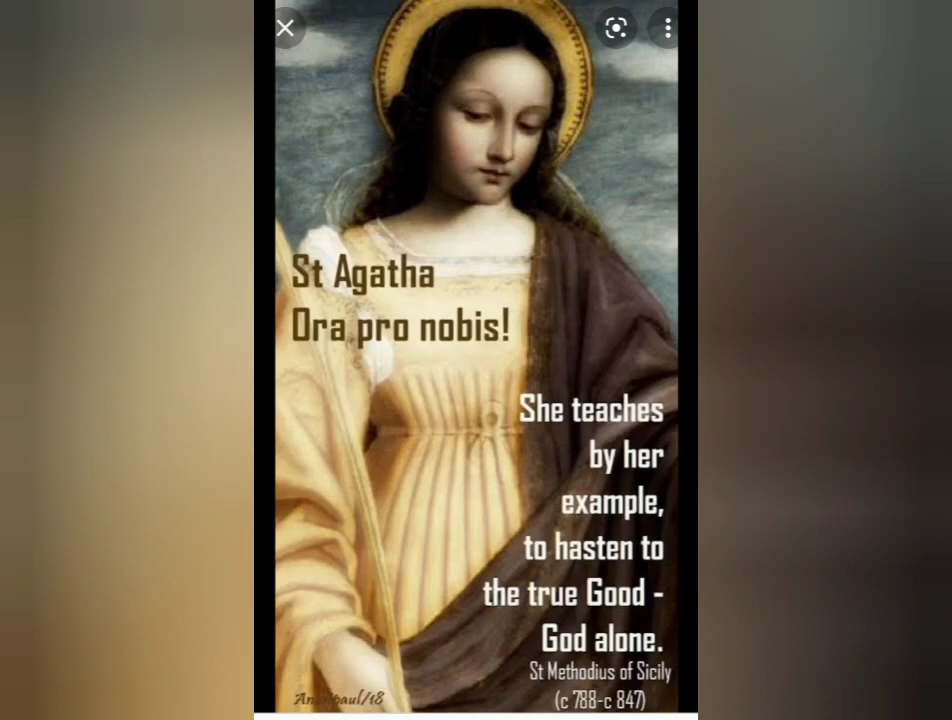 St Agatha
Ora pro nobis!
She teaches
by her
example,
to hasten to
the true Good -
God alone.
St Methodius of Sicily
(c 788-c 847)